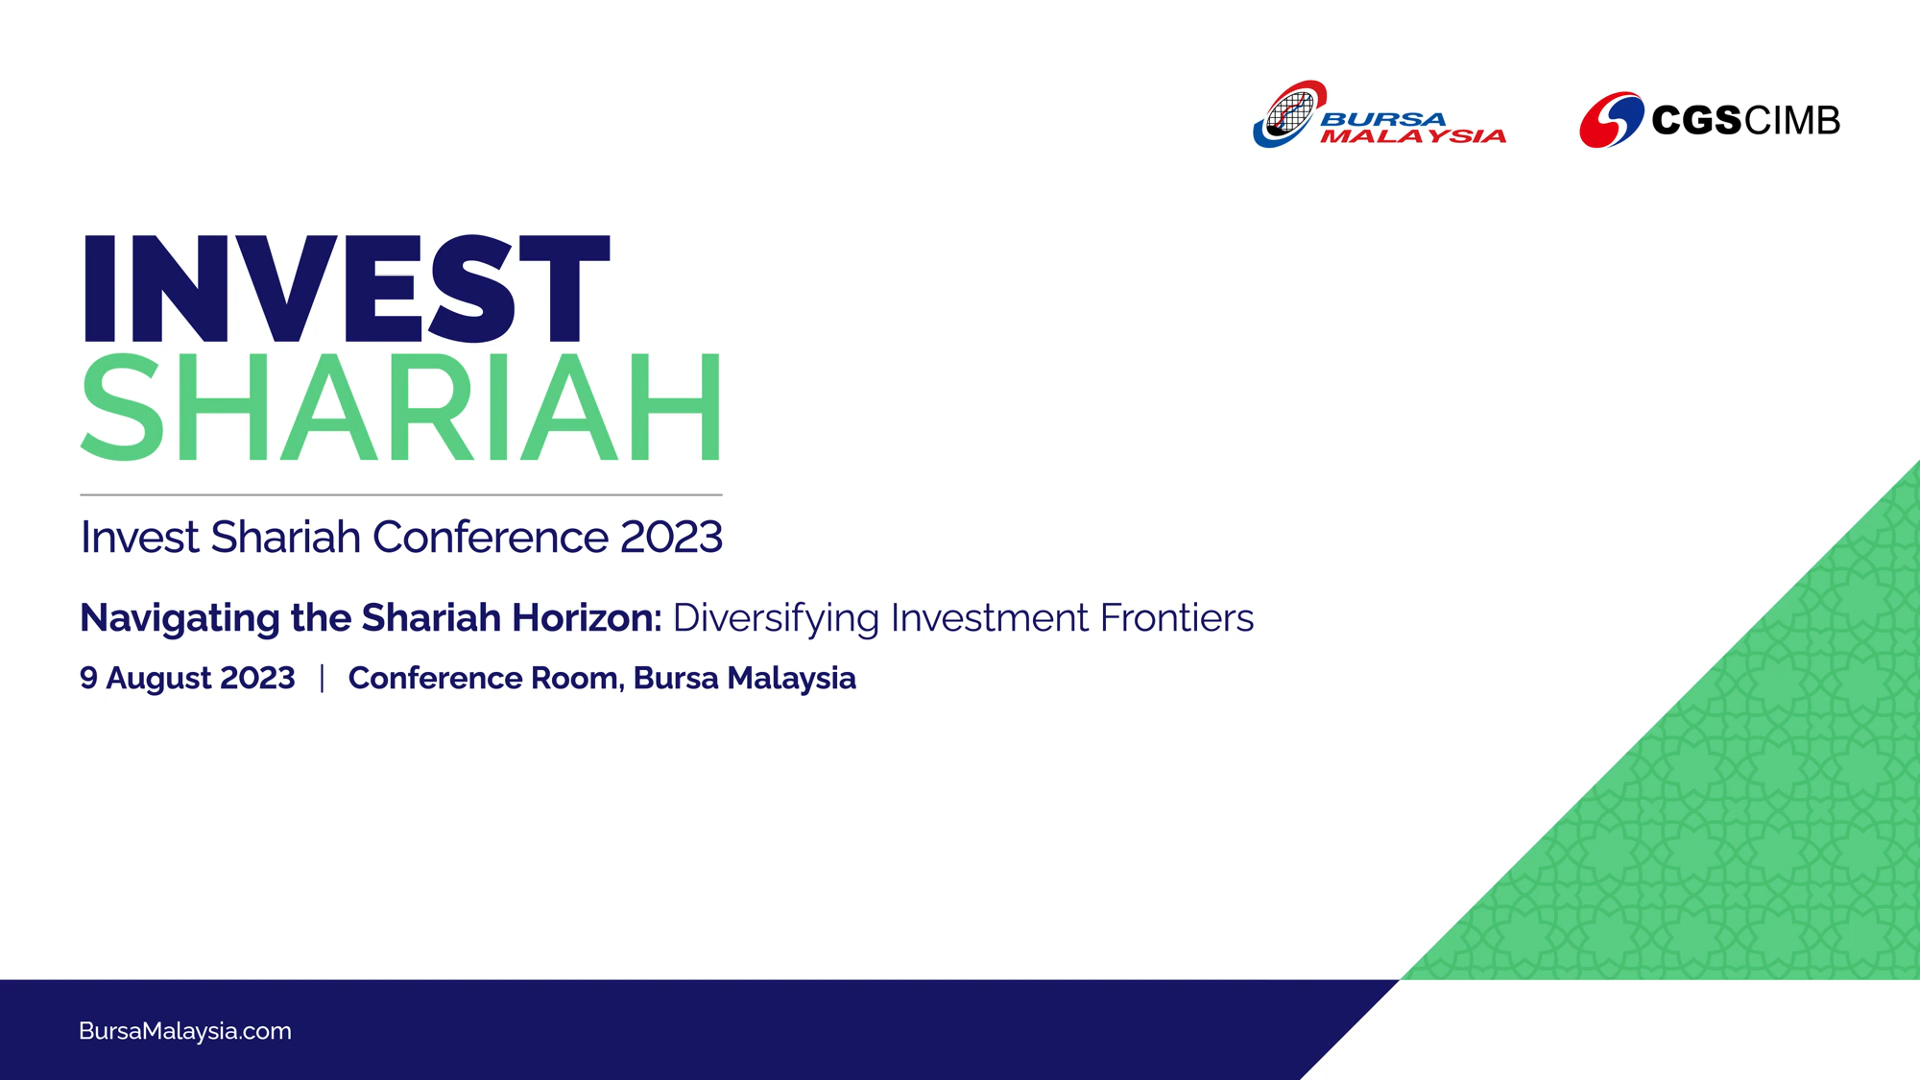 BURSA
MALAYSIA
CGSCIMB
INVEST
SHARIAH
Invest Shariah Conference 2023
Navigating the Shariah Horizon: Diversifying Investment Frontiers
9 August 2023 | Conference Room, Bursa Malaysia
BursaMalaysia.com